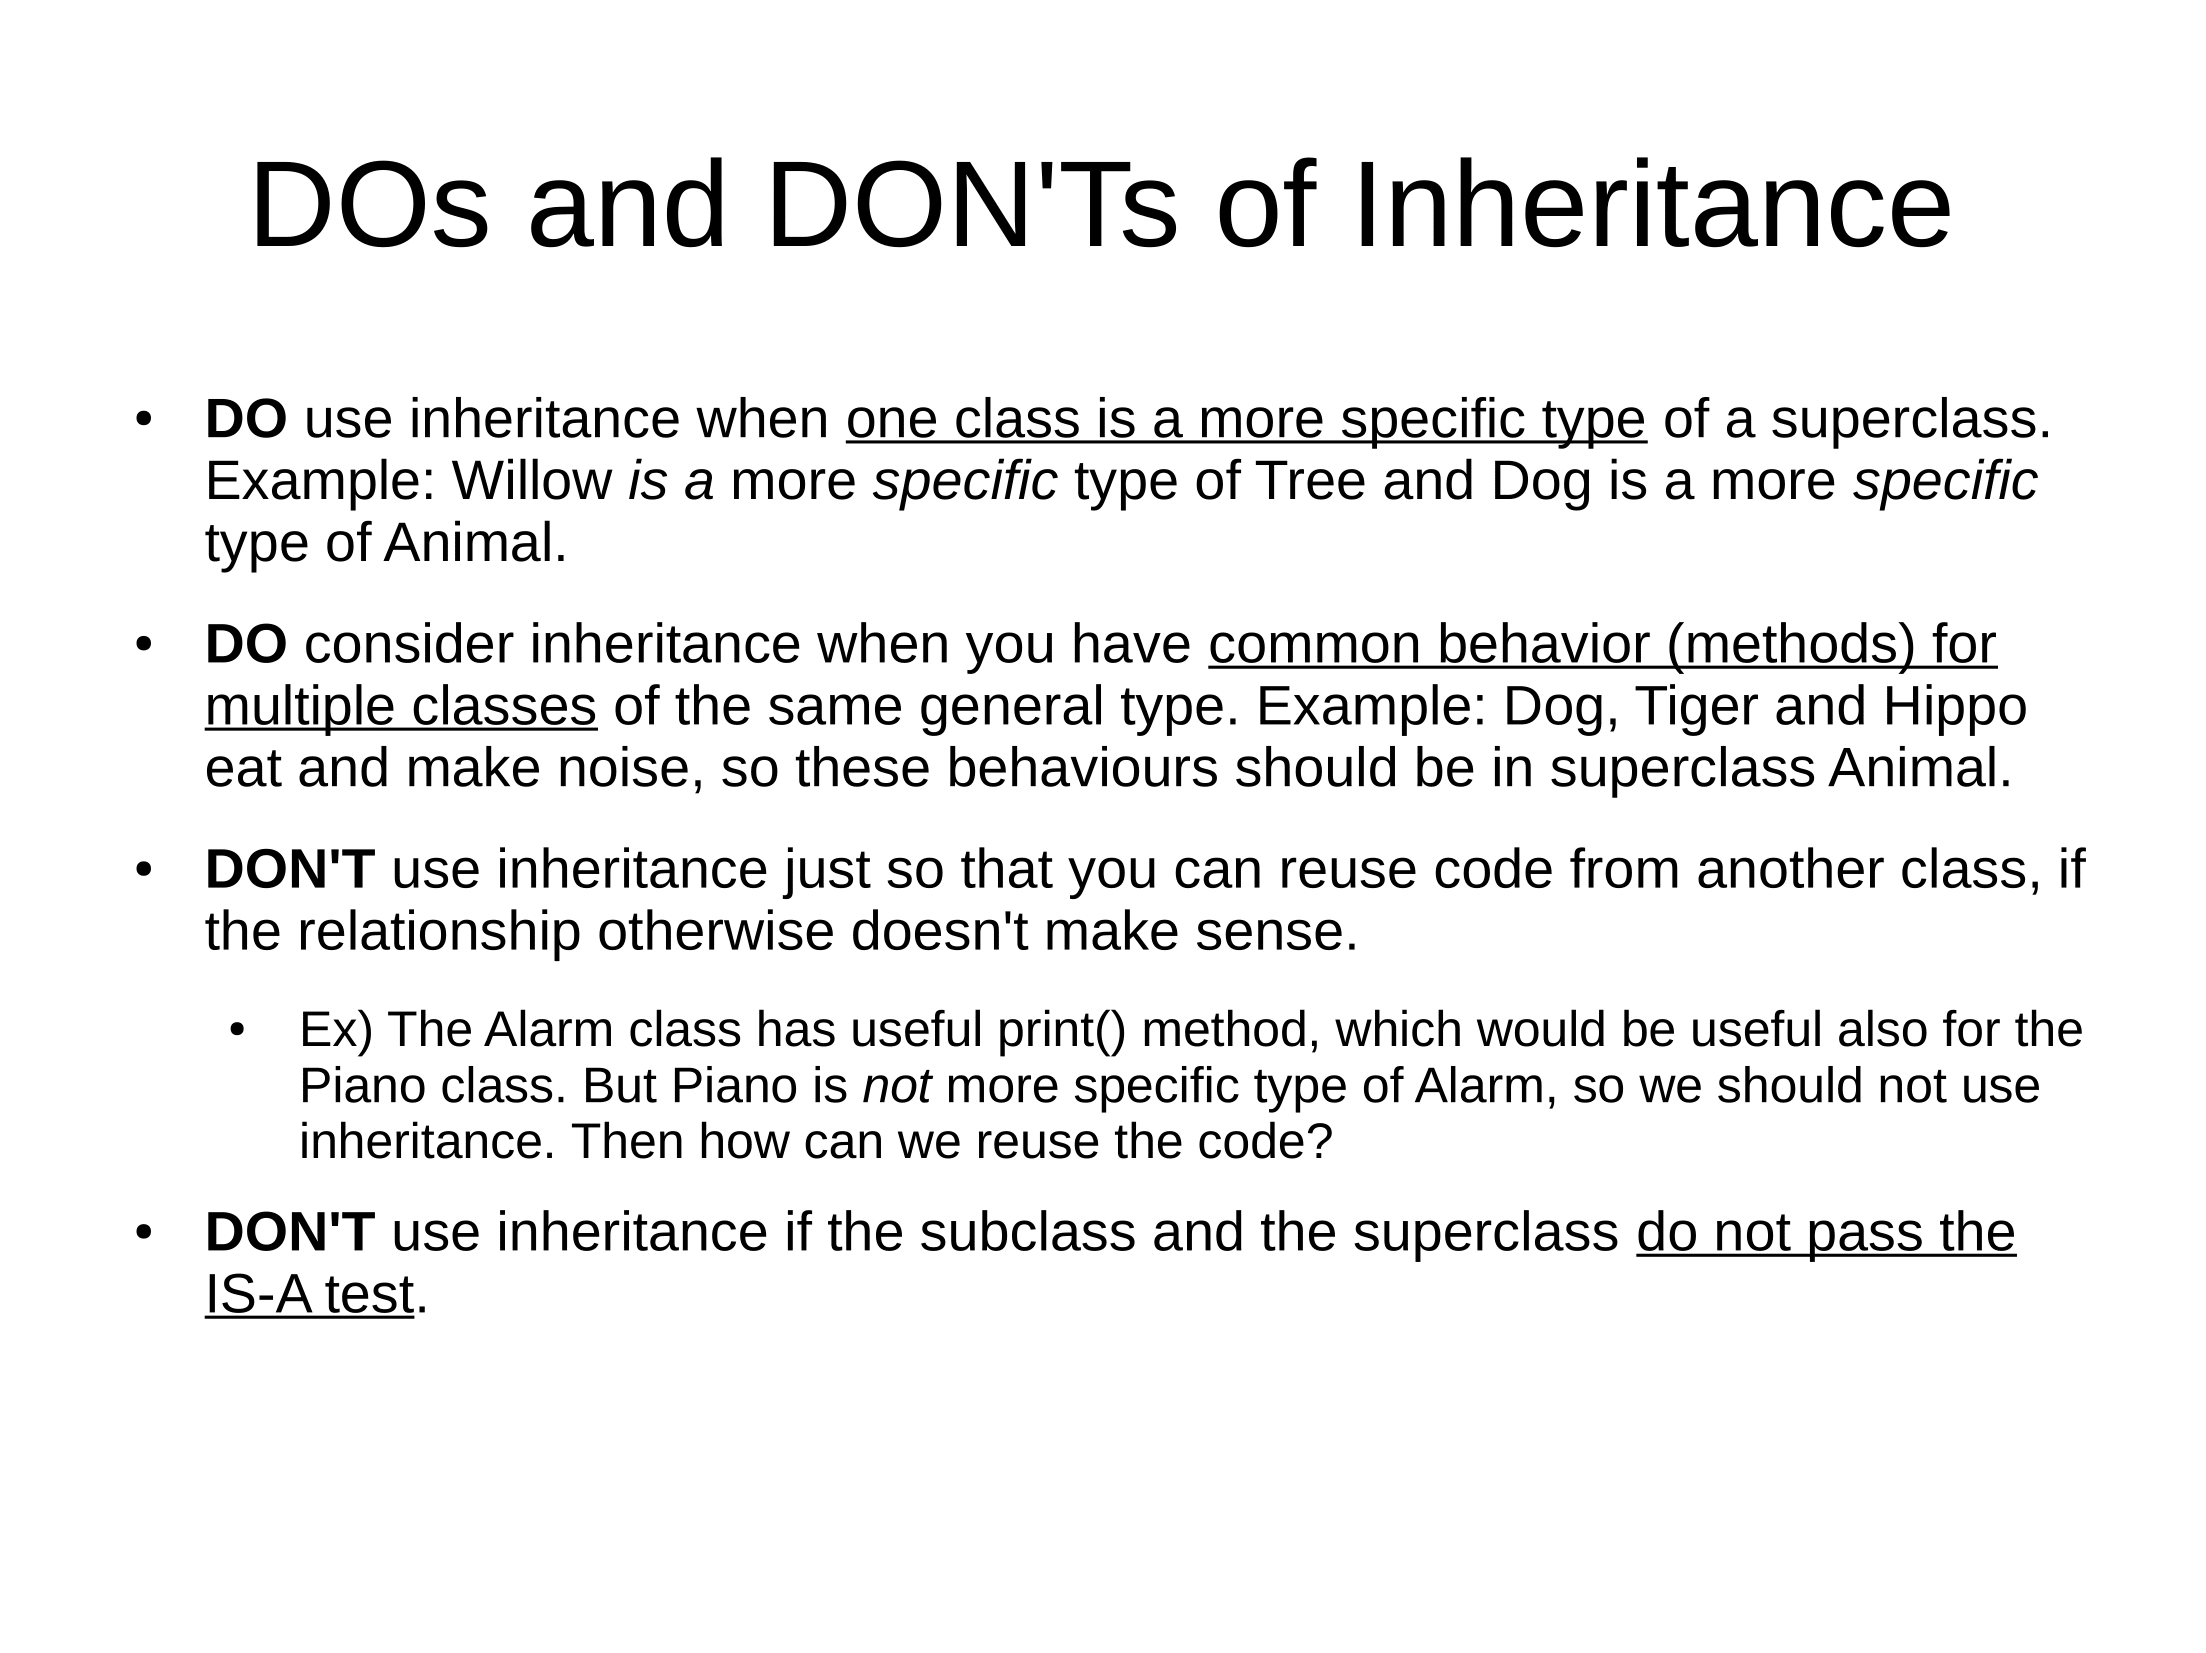 DOs and DON'Ts of Inheritance
• DO use inheritance when one class is a more specific type of a superclass.
Example: Willow is a more specific type of Tree and Dog is a more specific
type of Animal.
• DO consider inheritance when you have common behavior (methods) for
multiple classes of the same general type. Example: Dog, Tiger and Hippo
eat and make noise, so these behaviours should be in superclass Animal.
• DON'T use inheritance just so that you can reuse code from another class, if
the relationship otherwise doesn't make sense.
• Ex) The Alarm class has useful print() method, which would be useful also for the
Piano class. But Piano is not more specific type of Alarm, so we should not use
inheritance. Then how can we reuse the code?
• DON'T use inheritance if the subclass and the superclass do not pass the
IS-A test.